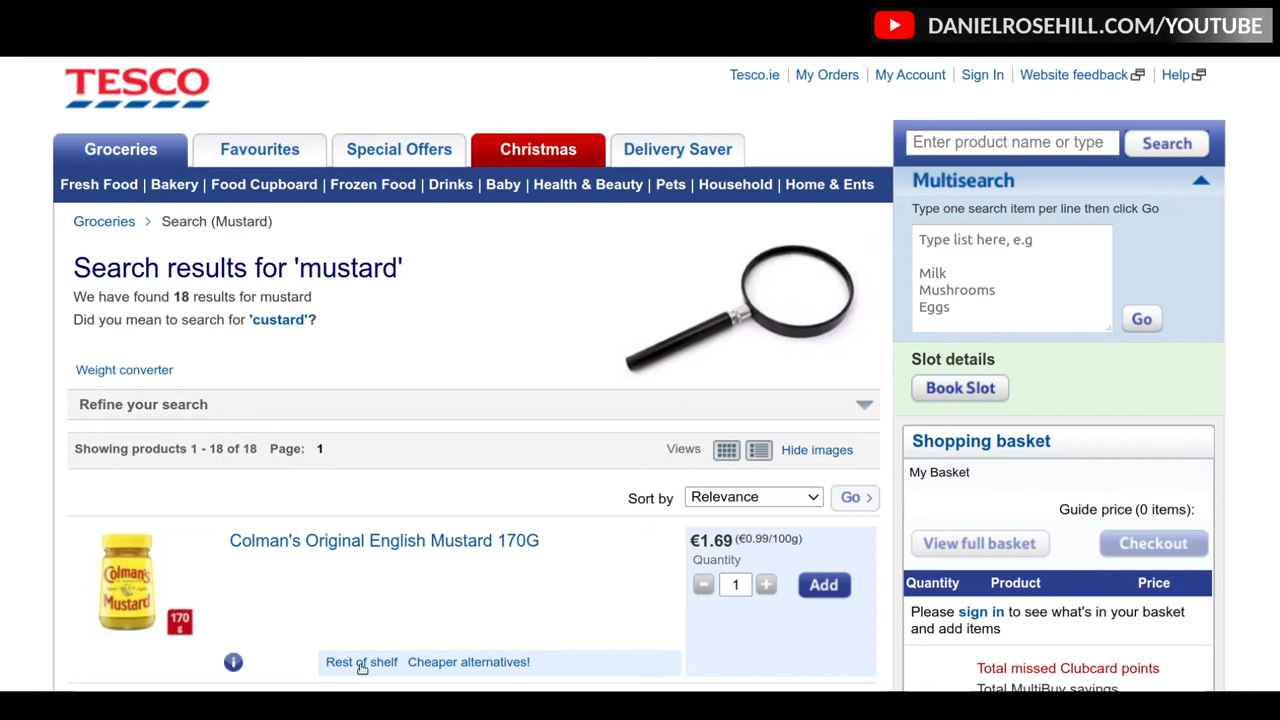 DANIELROSEHILL.COM/YOUTUBE
TESCO
Tesco.ie | My Orders | My Account | Sign In | Website feedback | Help
Groceries Favourites Special Offers Christmas Delivery Saver
Enter product name or type Search
Fresh Food | Bakery | Food Cupboard | Frozen Food | Drinks | Baby | Health & Beauty | Pets | Household | Home & Ents
Multisearch
Type one search item per line then click Go
Groceries > Search (Mustard)
Type list here, e.g
Milk
Mushrooms
Eggs
Go
Search results for 'mustard'
We have found 18 results for mustard
Did you mean to search for 'custard'?
Weight converter
Slot details
Book Slot
Refine your search
Showing products 1 - 18 of 18 Page: 1
Views Hide images
Shopping basket
My Basket
Sort by Relevance Go >
Guide price (0 items):
View full basket Checkout
Colman's Original English Mustard 170G
€1.69 (€0.99/100g)
Quantity
1 Add
Colman's
Mustard
170
g
Rest of shelf Cheaper alternatives!
Quantity Product Price
Please sign in to see what's in your basket
and add items
Total missed Clubcard points
Total MultiBuy savings